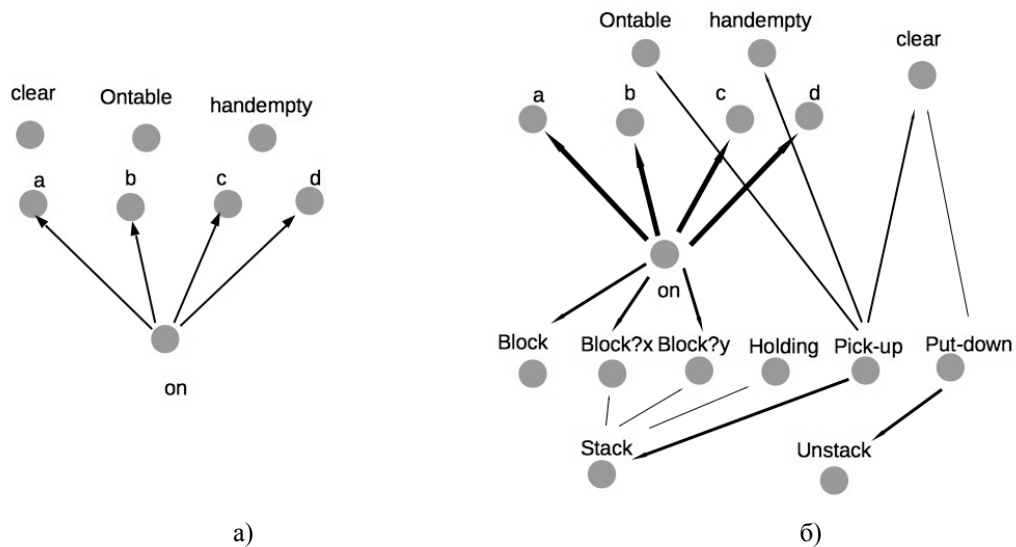 clear Ontable handempty
a b c d
on
а)
Ontable handempty clear
a b c d
on
Block Block?x Block?y Holding Pick-up Put-down
Stack Unstack
б)